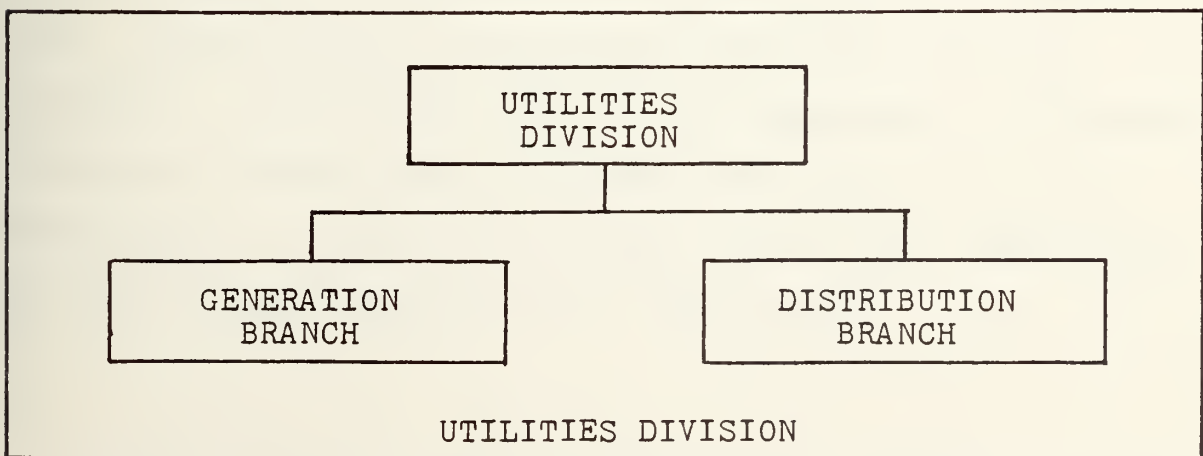 UTILITIES
DIVISION
GENERATION
BRANCH
DISTRIBUTION
BRANCH
UTILITIES DIVISION